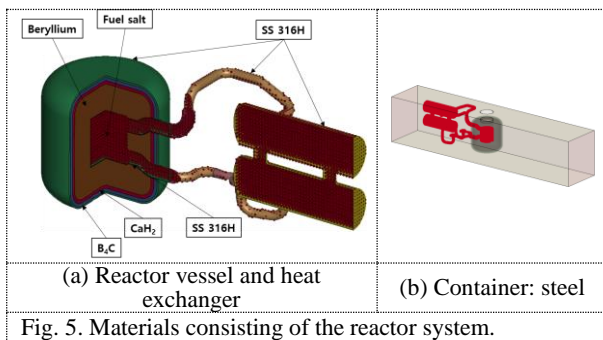 Fuel salt
Beryllium
SS 316H
CaH₂
SS 316H
B₄C
(a) Reactor vessel and heat
exchanger
(b) Container: steel
Fig. 5. Materials consisting of the reactor system.